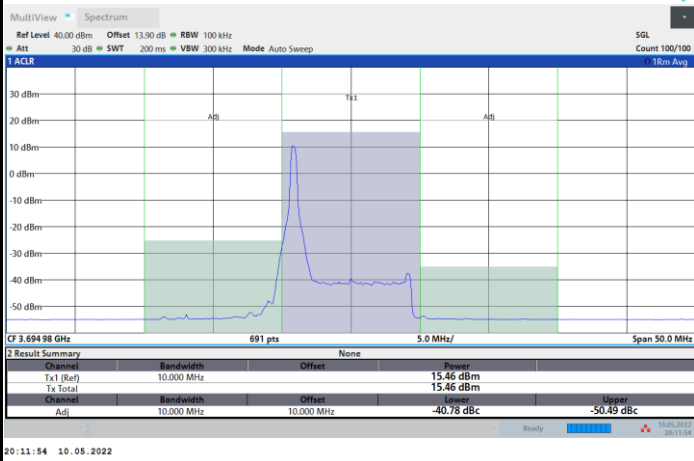 MultiView Spectrum
Ref Level 40.00 dBm Offset 13.90 dB RBW 100 kHz SGL
Att 30 dB SWT 200 ms VBW 300 kHz Mode Auto Sweep Count 100/100
1 ACLR 1Rm Avg
30 dBm
Tx1
20 dBm
Adj Adj
10 dBm
0 dBm
-10 dBm
-20 dBm
-30 dBm
-40 dBm
-50 dBm
CF 3.694 98 GHz 691 pts 5.0 MHz/ Span 50.0 MHz
2 Result Summary None
Channel Bandwidth Offset Power
Tx1 (Ref) 10.000 MHz 15.46 dBm
Tx Total 15.46 dBm
Channel Bandwidth Offset Lower Upper
Adj 10.000 MHz 10.000 MHz -40.78 dBc -50.49 dBc
Ready 10.05.2022
20:11:54
20:11:54 10.05.2022